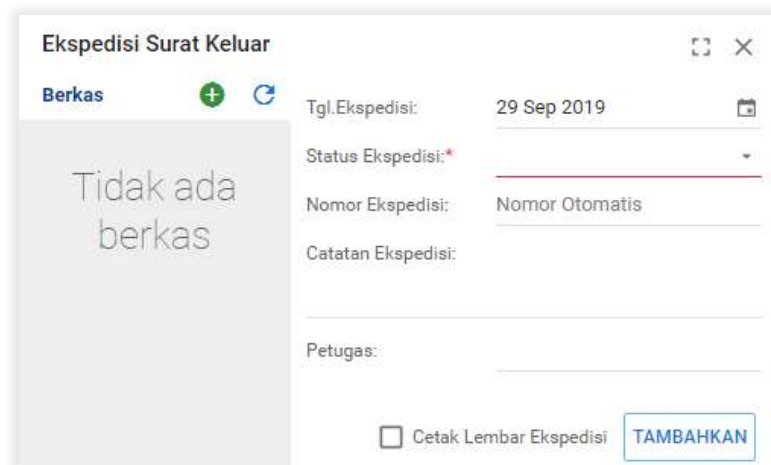 Ekspedisi Surat Keluar
Berkas
Tidak ada
berkas
Tgl.Ekspedisi: 29 Sep 2019
Status Ekspedisi:*
Nomor Ekspedisi: Nomor Otomatis
Catatan Ekspedisi:
Petugas:
Cetak Lembar Ekspedisi TAMBAHKAN